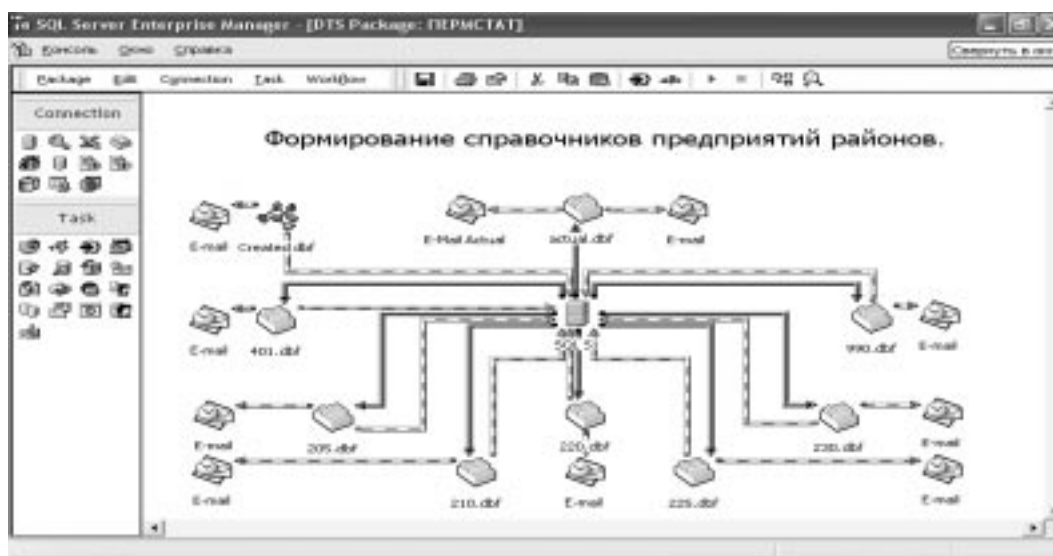 SQL Server Enterprise Manager - [DTS Package: ПЕРМСТАТ]
Консоль Окно Справка
Свернуть в
Package Edit Connection Task Workflow
Connection
Task
Формирование справочников предприятий районов.
E-mail Created.dbf E-Mail Actual actual.dbf E-mail
E-mail 401.dbf SQL S 990.dbf E-mail
E-mail 205.dbf 220.dbf 230.dbf E-mail
E-mail 210.dbf E-mail 225.dbf E-mail